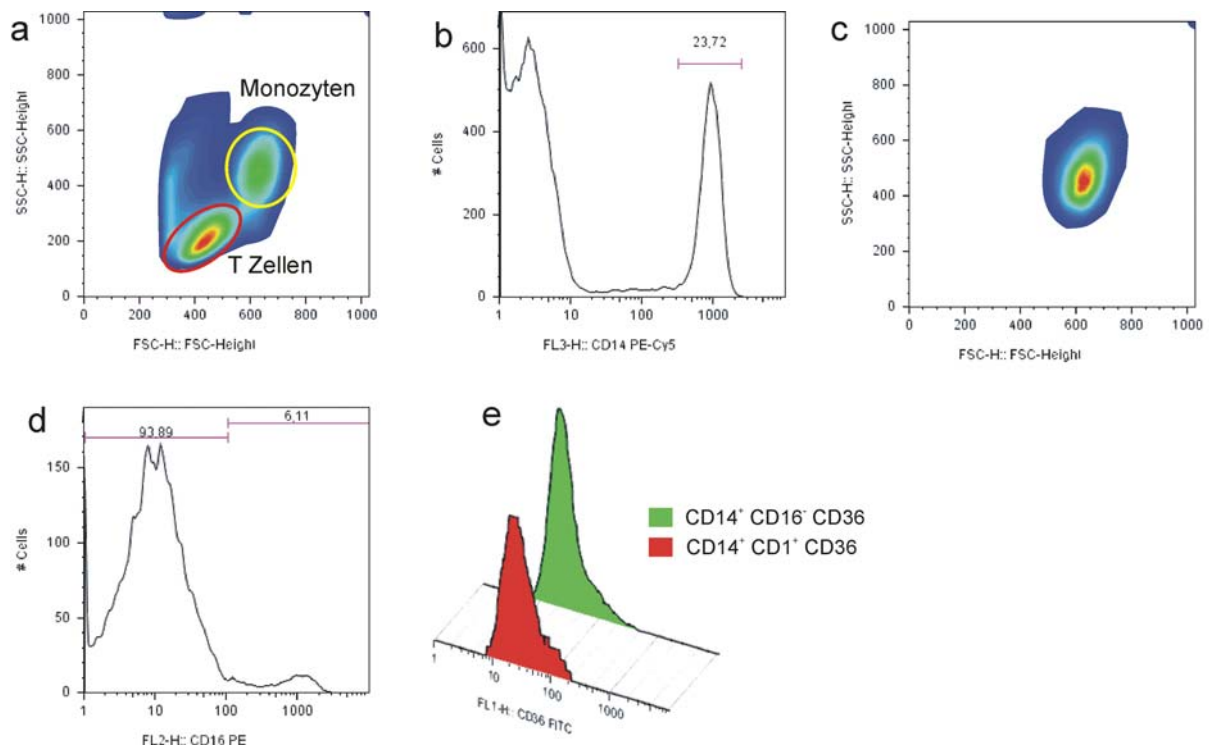 a
1000
800
600
400
200
0
SSC-H:: SSC-Height
Monozyten
T Zellen
0 200 400 600 800 1000
FSC-H:: FSC-Height
b
23,72
600
400
200
0
# Cells
1 10 100 1000
FL3-H:: CD14 PE-Cy5
c
1000
800
600
400
200
0
SSC-H:: SSC-Height
0 200 400 600 800 1000
FSC-H:: FSC-Height
d
93,89
6,11
150
100
50
0
# Cells
1 10 100 1000
FL2-H:: CD16 PE
e
CD14⁺ CD16⁻ CD36
CD14⁺ CD1⁺ CD36
1 10 100 1000
FL1-H:: CD36 FITC